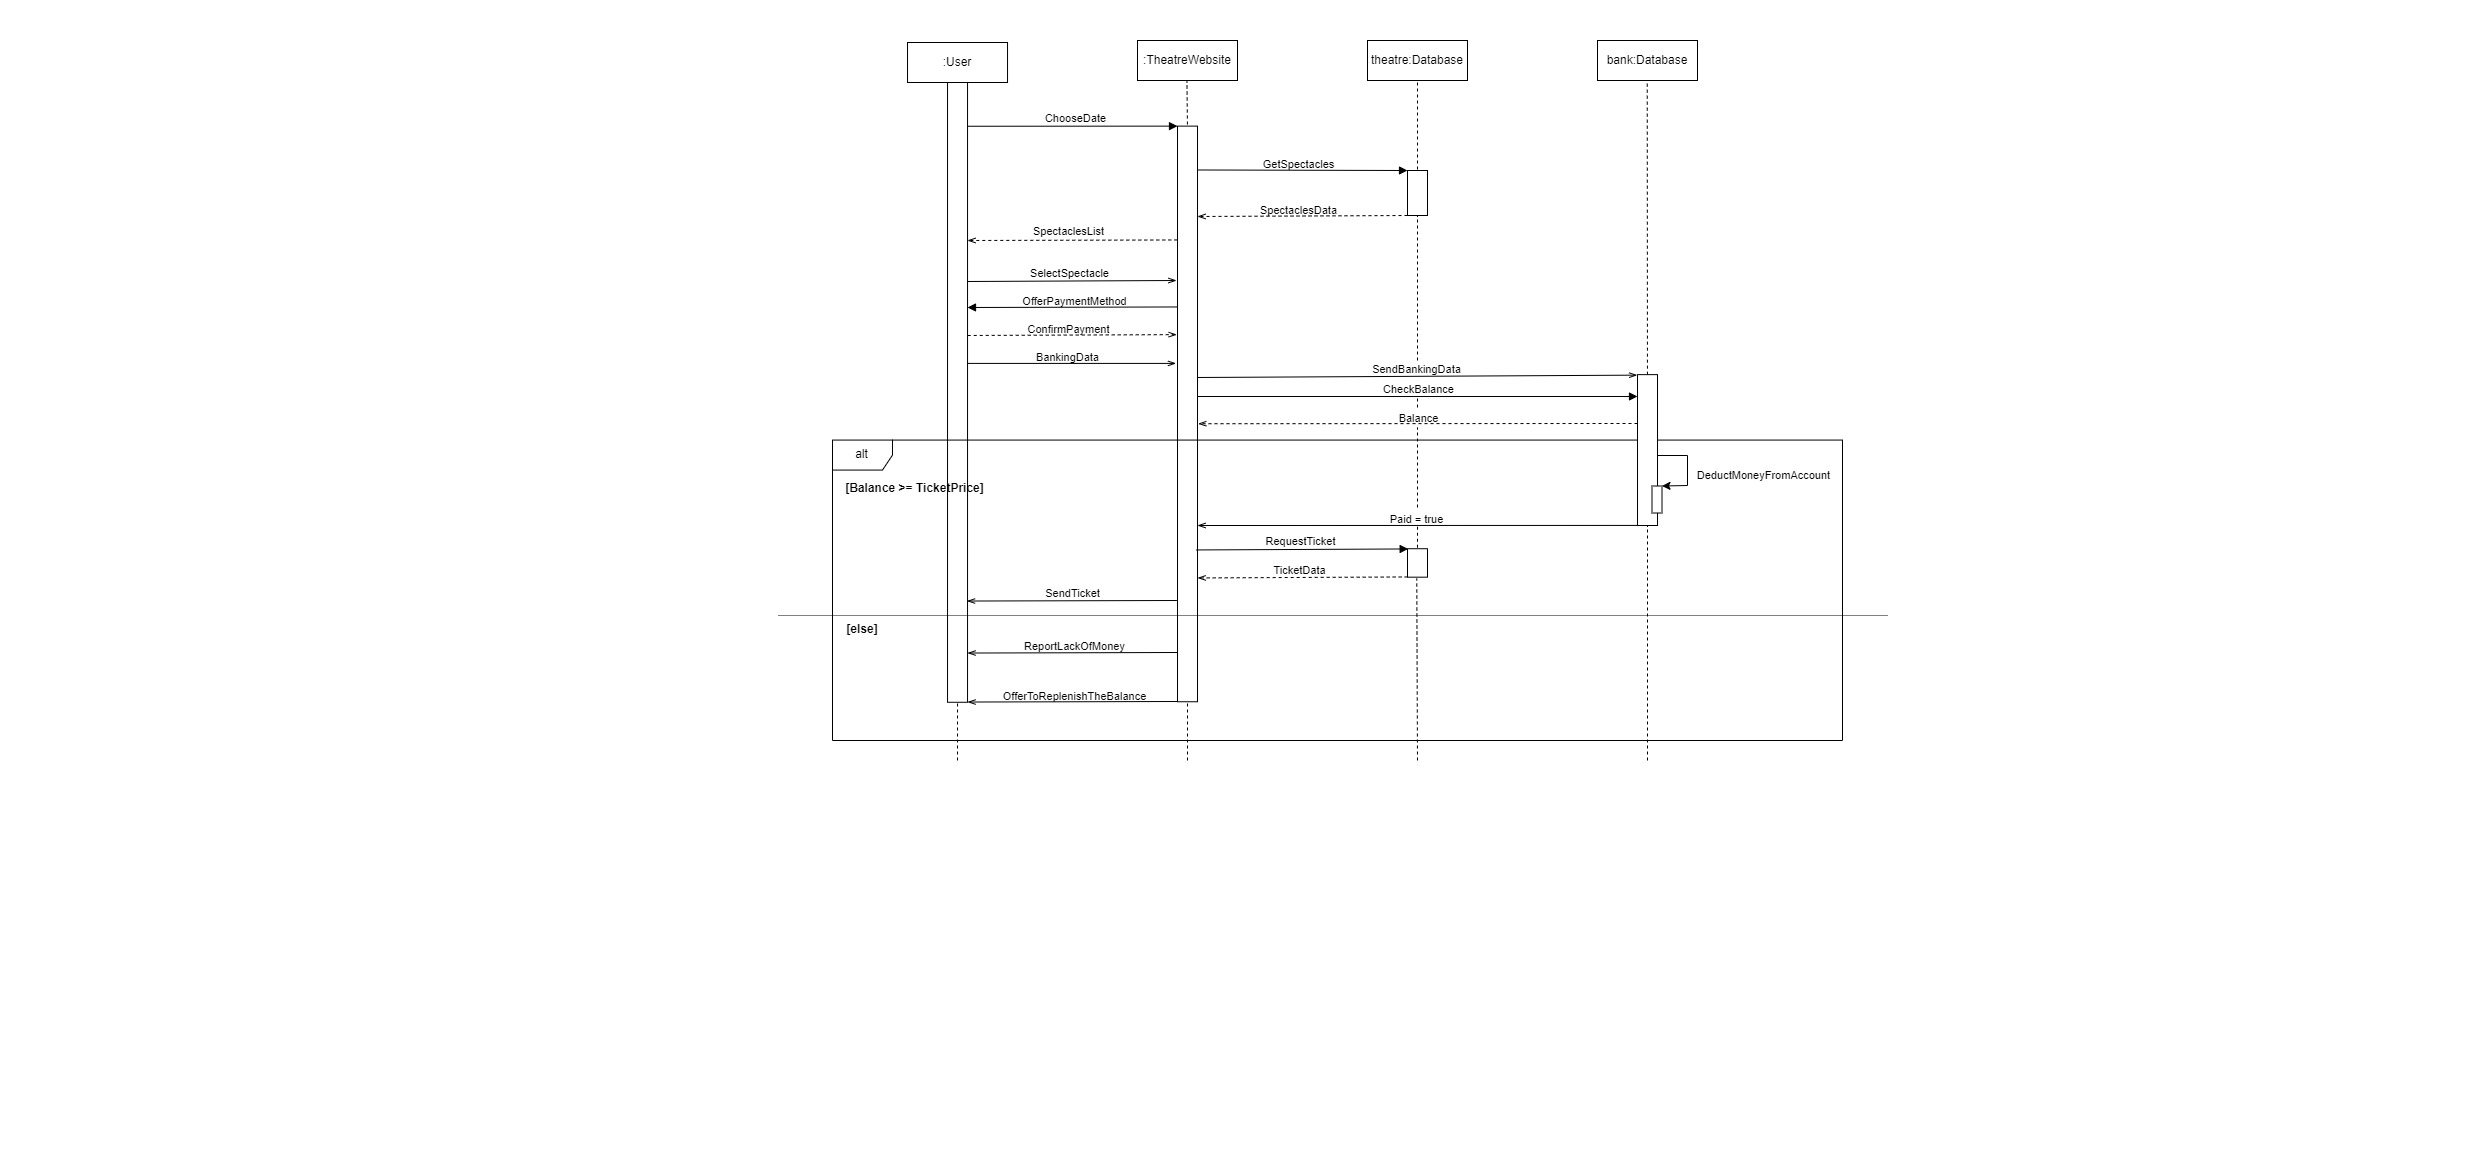 :User
:TheatreWebsite
theatre:Database
bank:Database
ChooseDate
GetSpectacles
SpectaclesData
SpectaclesList
SelectSpectacle
OfferPaymentMethod
ConfirmPayment
BankingData
SendBankingData
CheckBalance
Balance
alt
DeductMoneyFromAccount
[Balance >= TicketPrice]
Paid = true
RequestTicket
TicketData
SendTicket
[else]
ReportLackOfMoney
OfferToReplenishTheBalance